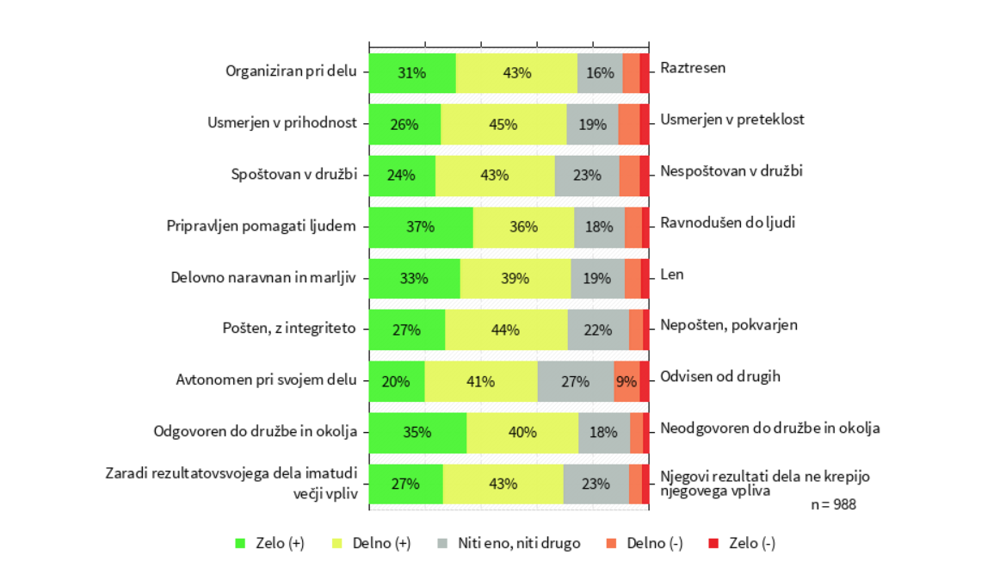 Organiziran pri delu 31% 43% 16% Raztresen
Usmerjen v prihodnost 26% 45% 19% Usmerjen v preteklost
Spoštovan v družbi 24% 43% 23% Nespoštovan v družbi
Pripravljen pomagati ljudem 37% 36% 18% Ravnodušen do ljudi
Delovno naravnan in marljiv 33% 39% 19% Len
Pošten, z integriteto 27% 44% 22% Nepošten, pokvarjen
Avtonomen pri svojem delu 20% 41% 27% 9% Odvisen od drugih
Odgovoren do družbe in okolja 35% 40% 18% Neodgovoren do družbe in okolja
Zaradi rezultatovsvojega dela imatudi
večji vpliv
27% 43% 23%
Njegovi rezultati dela ne krepijo
njegovega vpliva
n = 988
Zelo (+) Delno (+) Niti eno, niti drugo Delno (-) Zelo (-)